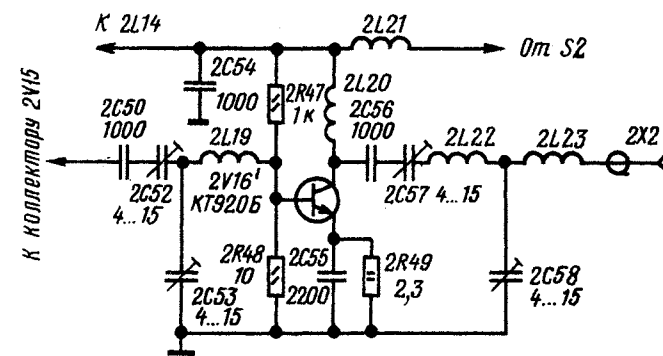 К 2L14
2L21
От S2
2C54
1000
2R47
1к
2L20
2C56
1000
2C50
1000
2L19
2L22
2L23
2X2
К коллектору 2V15
2C52
4...15
2V16'
КТ920Б
2C57 4...15
2R48
10
2C55
2200
2R49
2,3
2C53
4...15
2C58
4...15